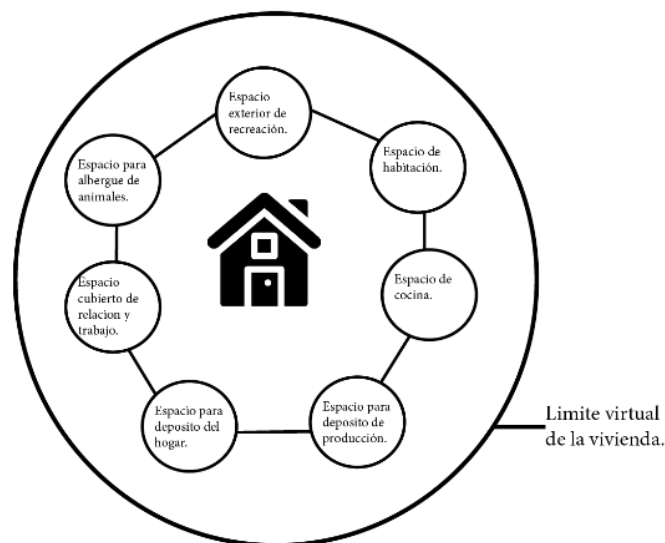 Espacio
exterior de
recreación.
Espacio de
habitación.
Espacio para
albergue de
animales.
Espacio
cubierto de
relacion y
trabajo.
Espacio de
cocina.
Espacio para
deposito del
hogar.
Espacio para
deposito de
producción.
Limite virtual
de la vivienda.